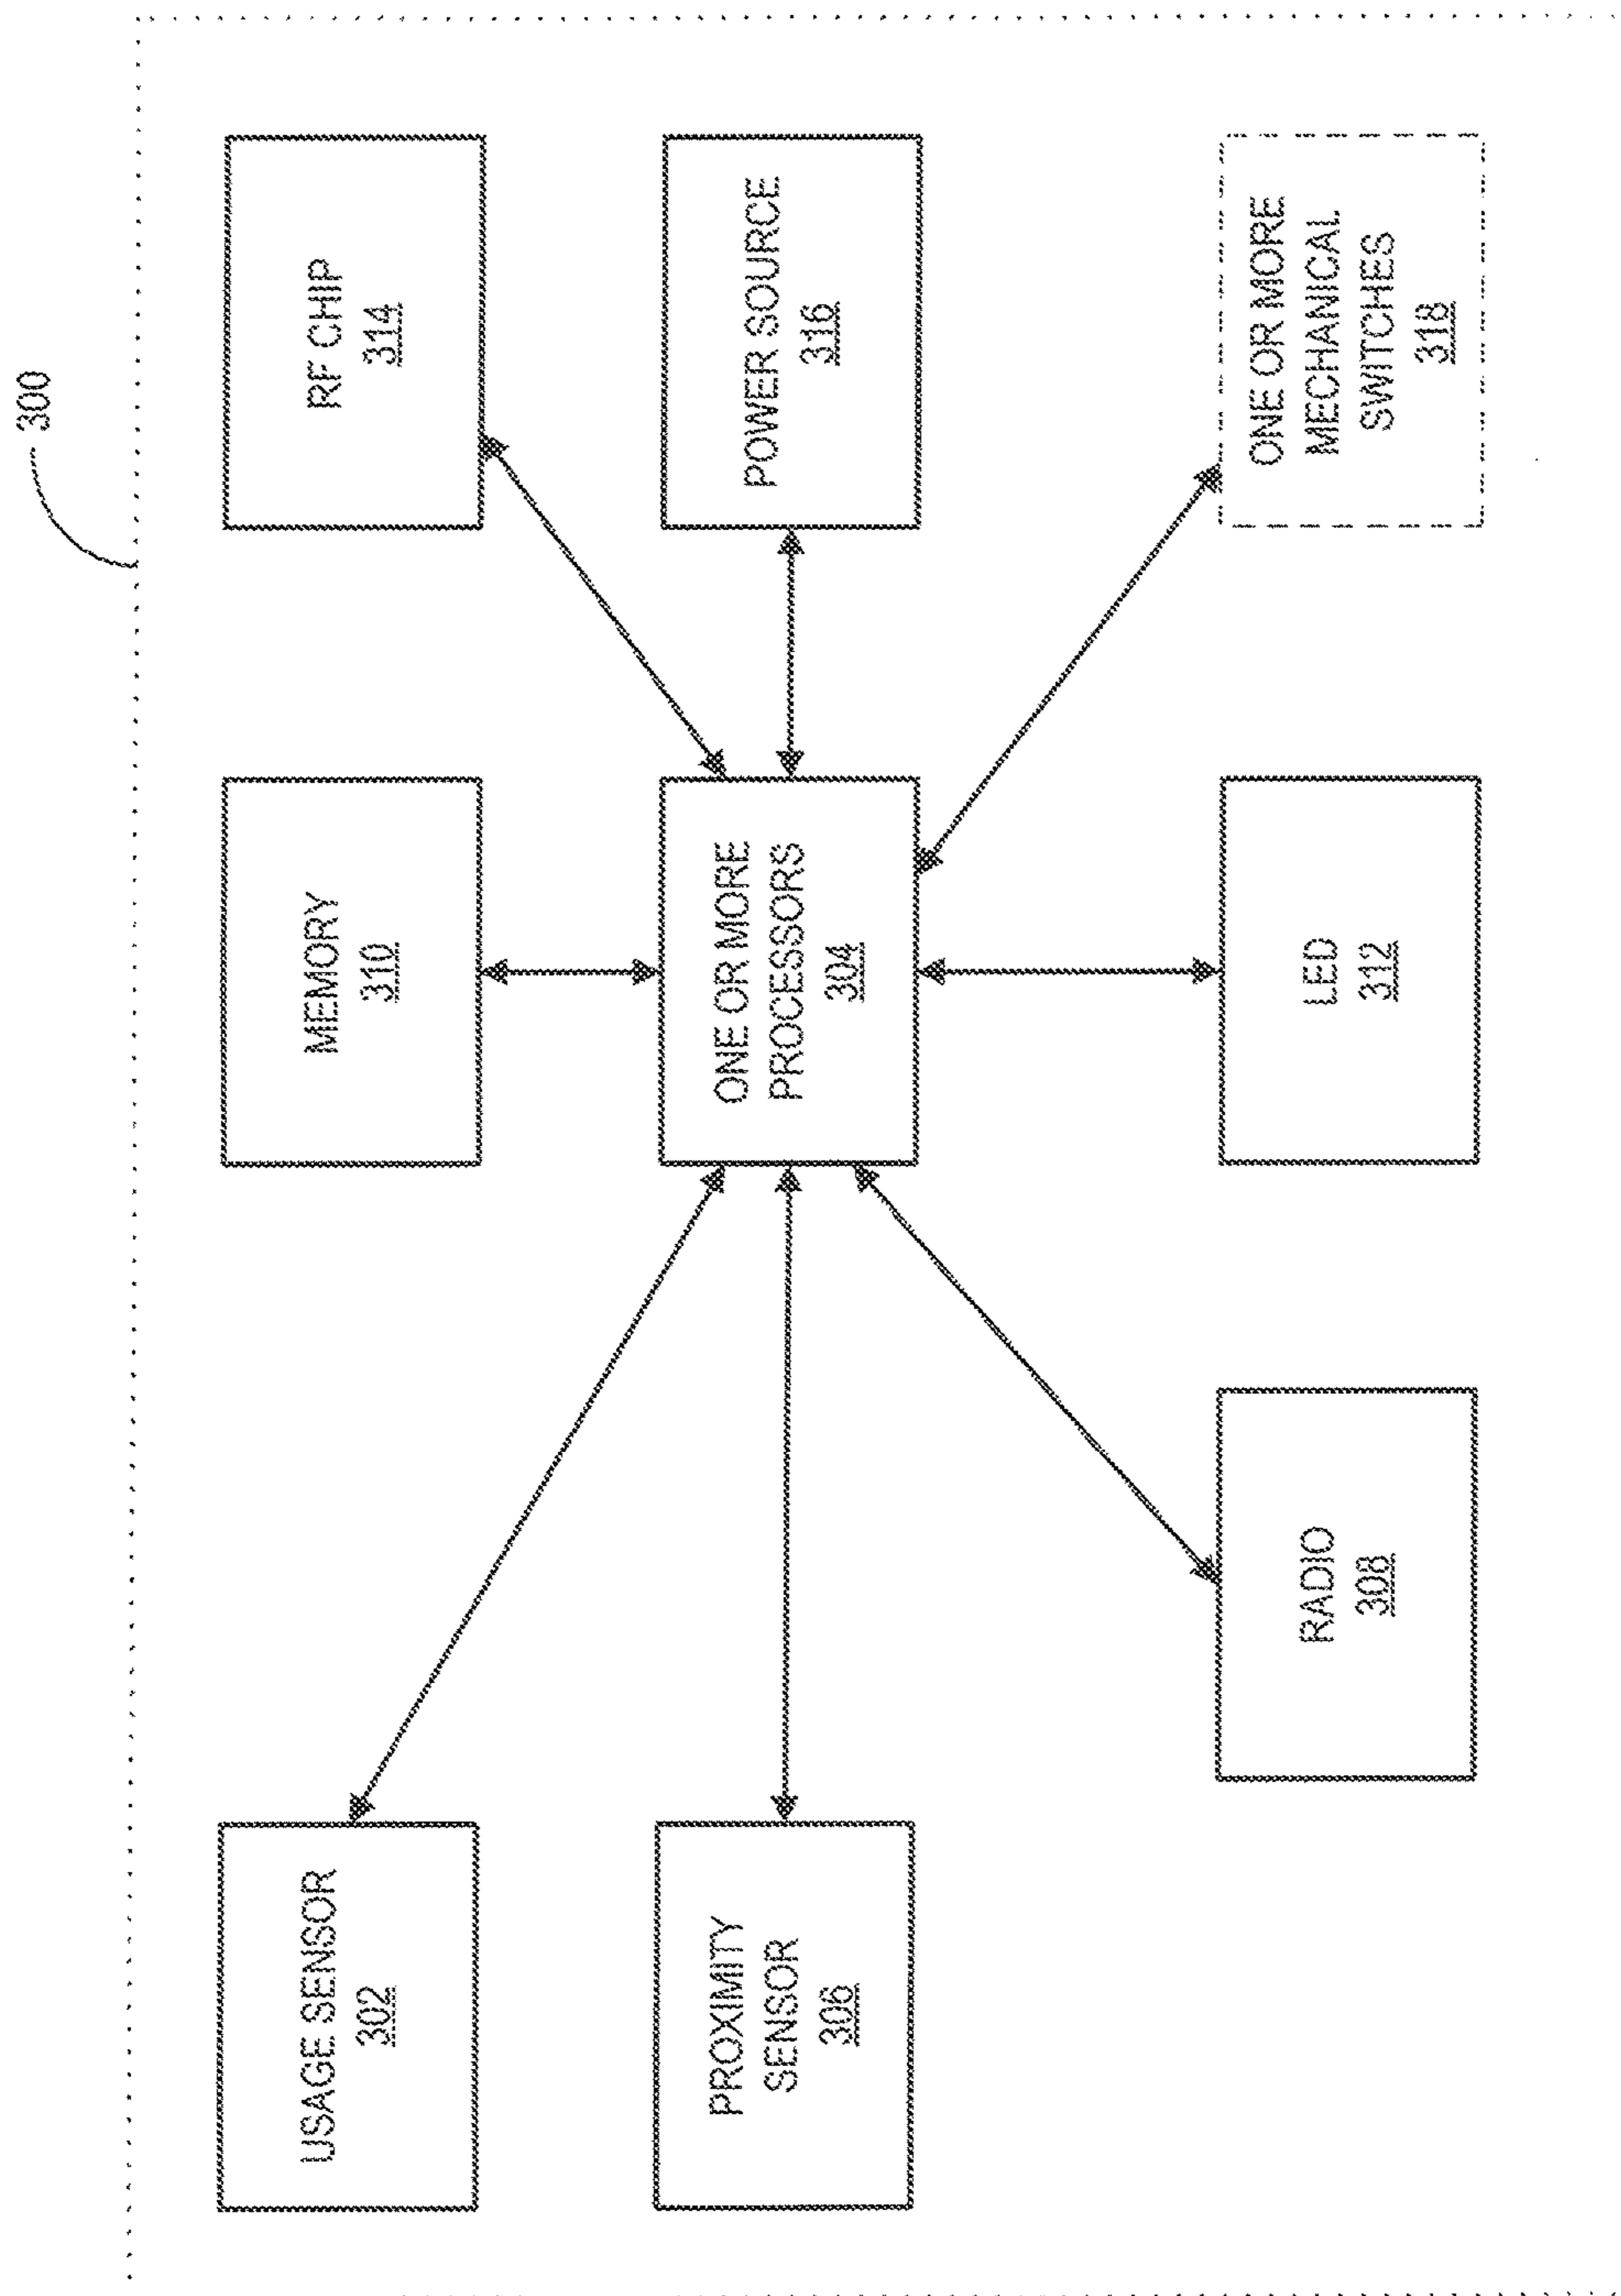 300
USAGE SENSOR
302
MEMORY
310
RF CHIP
314
PROXIMITY
SENSOR
306
ONE OR MORE
PROCESSORS
304
POWER SOURCE
316
RADIO
308
LED
312
ONE OR MORE
MECHANICAL
SWITCHES
318